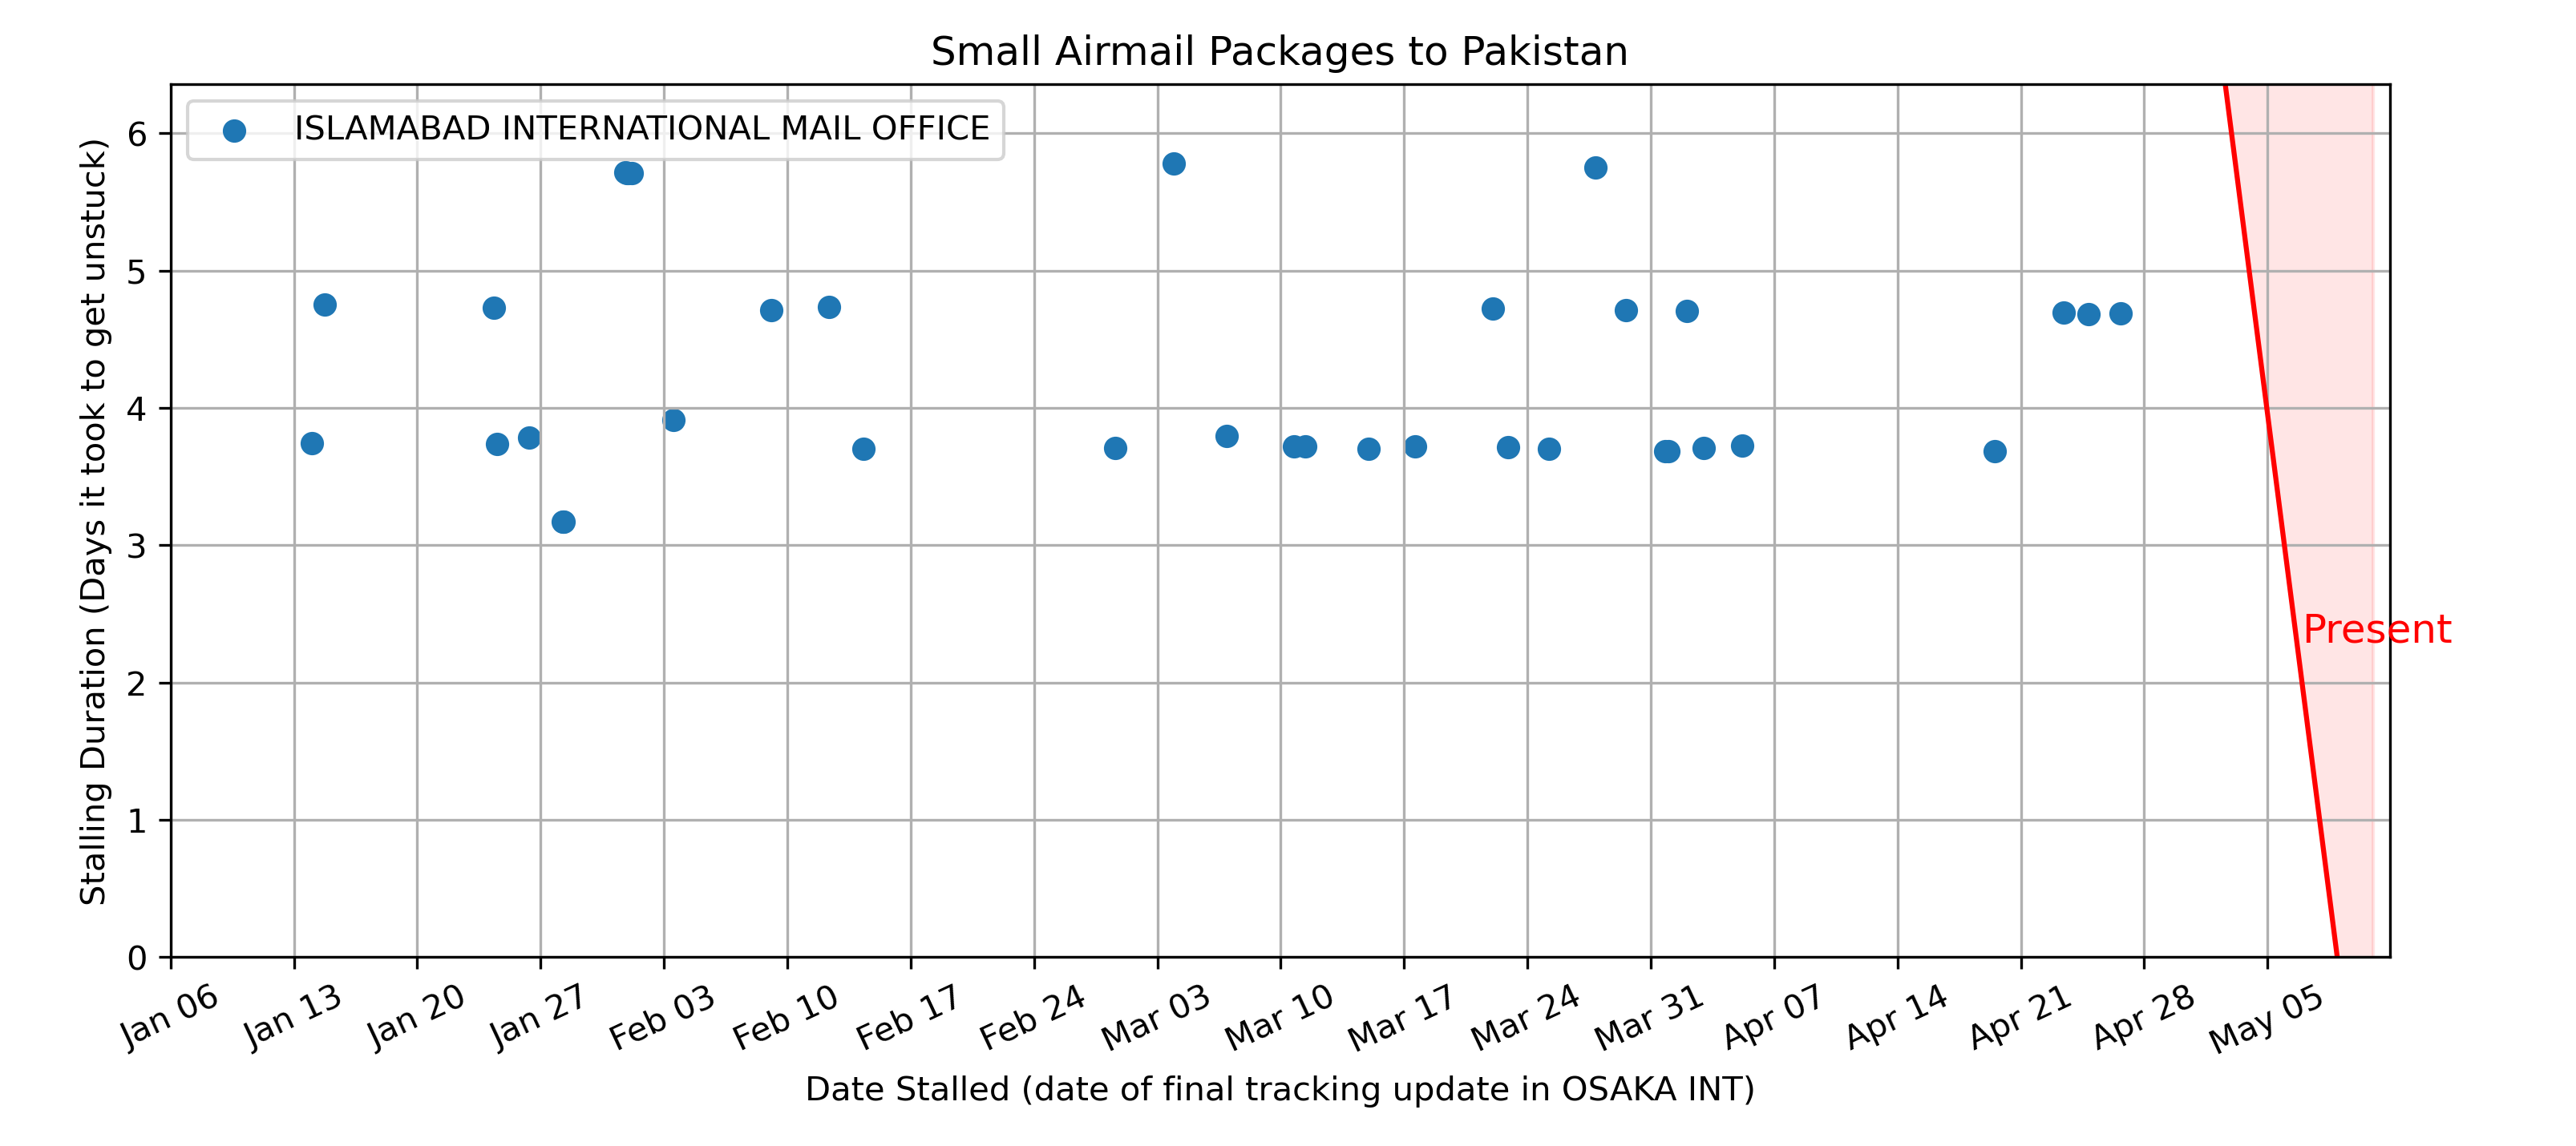 Small Airmail Packages to Pakistan
ISLAMABAD INTERNATIONAL MAIL OFFICE
Stalling Duration (Days it took to get unstuck)
6
5
4
3
2
1
0
Present
Jan 06
Jan 13
Jan 20
Jan 27
Feb 03
Feb 10
Feb 17
Feb 24
Mar 03
Mar 10
Mar 17
Mar 24
Mar 31
Apr 07
Apr 14
Apr 21
Apr 28
May 05
Date Stalled (date of final tracking update in OSAKA INT)